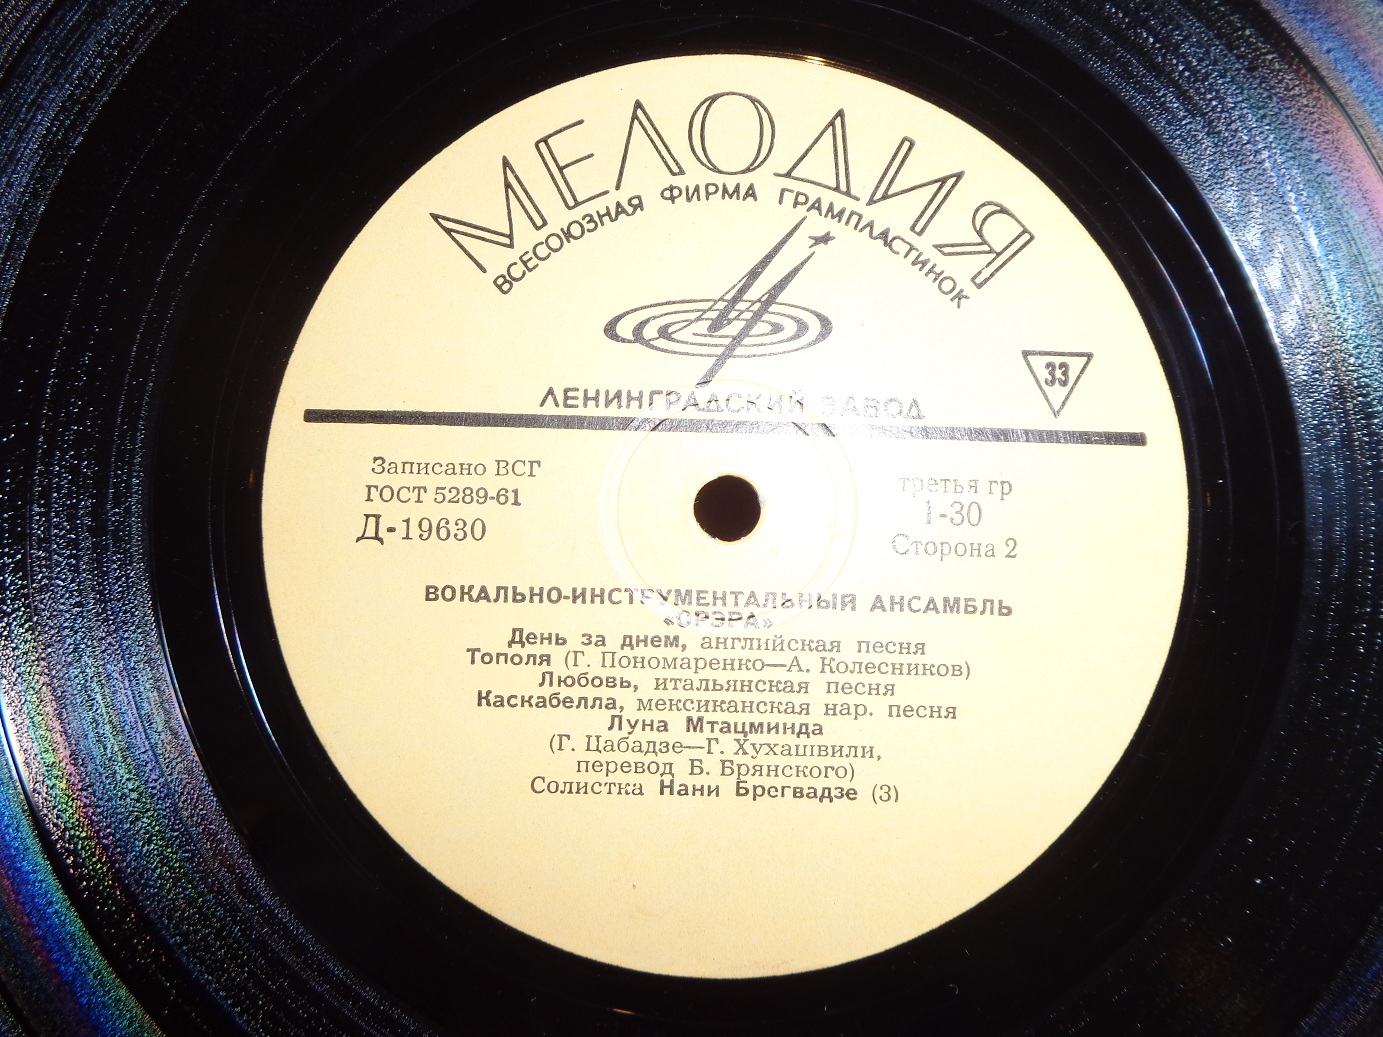 МЕЛОДИЯ
ВСЕСОЮЗНАЯ ФИРМА ГРАМПЛАСТИНОК
33
ЛЕНИНГРАДСКИЙ ЗАВОД
Записано ВСГ
ГОСТ 5289-61
Д-19630
третья гр
1-30
Сторона 2
ВОКАЛЬНО-ИНСТРУМЕНТАЛЬНЫЙ АНСАМБЛЬ
«ОРЭРА»
День за днем, английская песня
Тополя (Г. Пономаренко—А. Колесников)
Любовь, итальянская песня
Каскабелла, мексиканская нар. песня
Луна Мтацминда
(Г. Цабадзе—Г. Хухашвили,
перевод Б. Брянского)
Солистка Нани Брегвадзе (3)